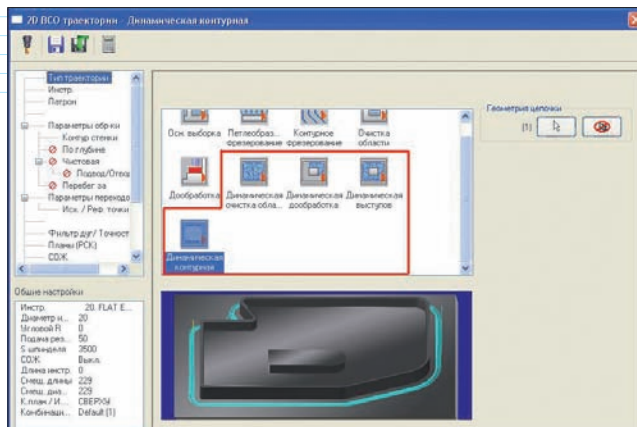 2D ВСО траектории - Динамическая контурная
Тип траектории
Инстр.
Патрон
Параметры обр-ки
Контур стенки
По глубине
Чистовая
Подвод/Отвод
Перебег за
Параметры переходо
Исх. / Реф. точки
Фильтр дуг / Точност
Планы (РСК)
СОЖ
Осн. выборка
Петлеобраз... фрезерование
Контурное фрезерование
Очистка области
Дообработка
Динамическая очистка обла...
Динамическая дообработка
Динамическая выступов
Динамическая контурная
Геометрия цепочки
(1)
Общие настройки
Инстр. 20. FLAT E...
Диаметр и... 20
Угловой R 0
Подача рез... 50
S шпинделя 3500
СОЖ Выкл.
Длина инстр. 0
Смещ. длины 229
Смещ. диа... 229
К.план / И... СВЕРХУ
Комбинаци... Default (1)